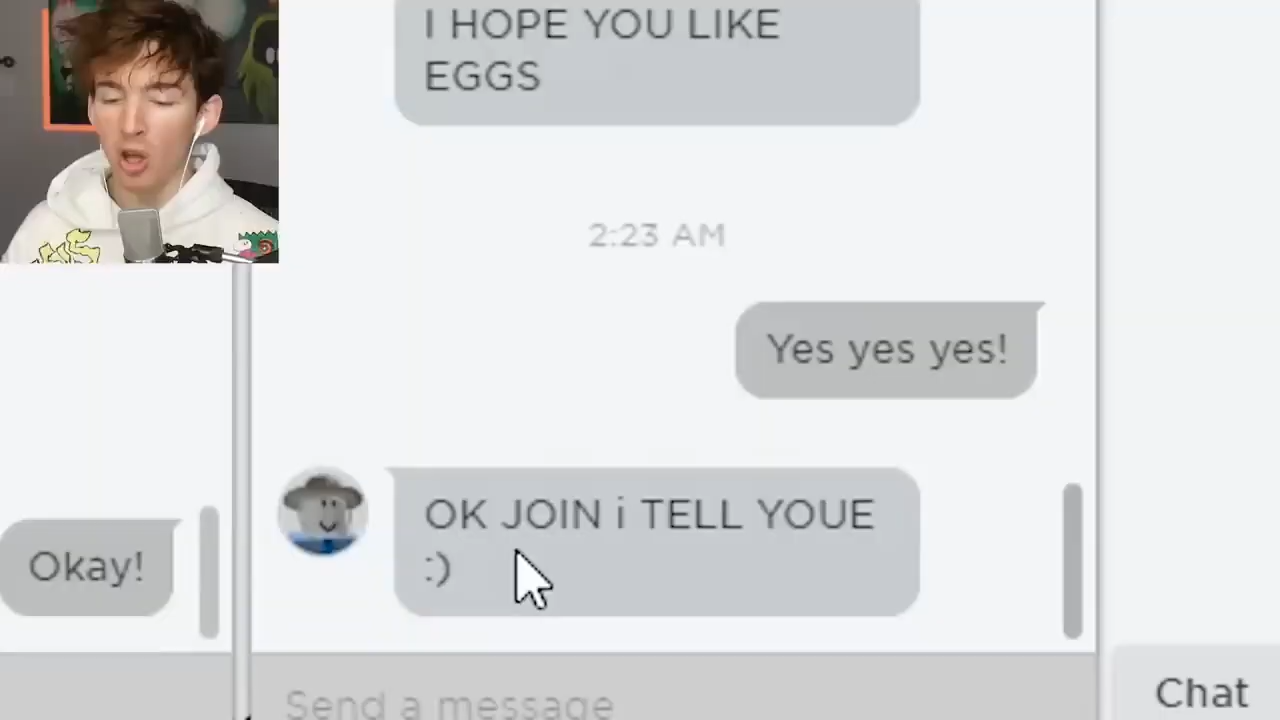 I HOPE YOU LIKE
EGGS
2:23 AM
Yes yes yes!
OK JOIN i TELL YOUE
:)
Okay!
Send a message
Chat